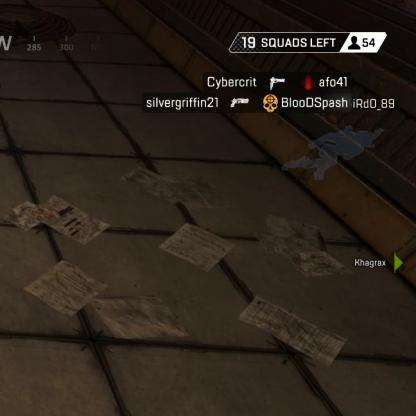 W 285 300 N
19 SQUADS LEFT 54
Cybercrit afo41
silvergriffin21 BlooDSpash iRdO_89
Khagrax